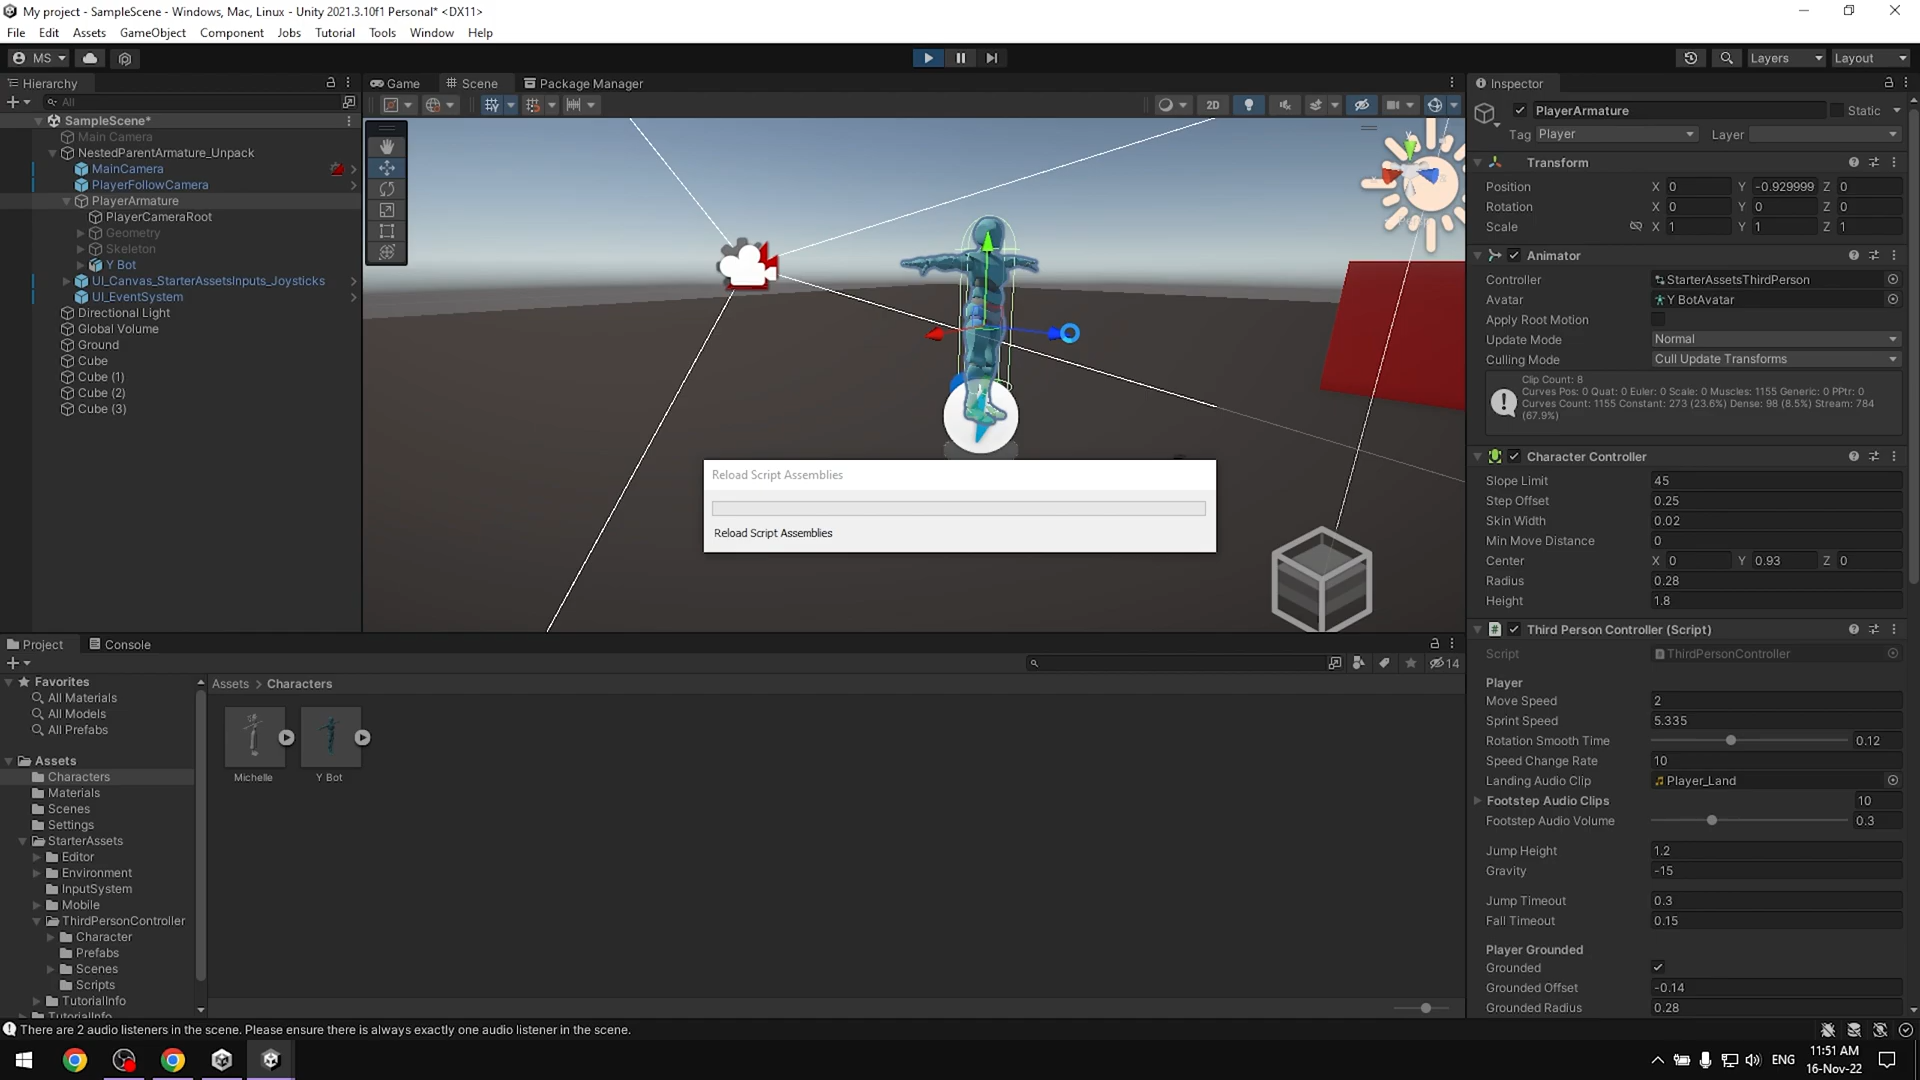 My project - SampleScene - Windows, Mac, Linux - Unity 2021.3.10f1 Personal* <DX11>
File Edit Assets GameObject Component Jobs Tutorial Tools Window Help
MS
Layers
Layout
Hierarchy
All
SampleScene*
Main Camera
NestedParentArmature_Unpack
MainCamera
PlayerFollowCamera
PlayerArmature
PlayerCameraRoot
Geometry
Skeleton
Y Bot
UI_Canvas_StarterAssetsInputs_Joysticks
UI_EventSystem
Directional Light
Global Volume
Ground
Cube
Cube (1)
Cube (2)
Cube (3)
Game
Scene
Package Manager
2D
Reload Script Assemblies
Reload Script Assemblies
Inspector
PlayerArmature
Static
Tag Player
Layer
Transform
Position X 0 Y -0.929999 Z 0
Rotation X 0 Y 0 Z 0
Scale X 1 Y 1 Z 1
Animator
Controller StarterAssetsThirdPerson
Avatar Y BotAvatar
Apply Root Motion
Update Mode Normal
Culling Mode Cull Update Transforms
Clip Count: 8
Curves Pos: 0 Quat: 0 Euler: 0 Scale: 0 Muscles: 1155 Generic: 0 PPtr: 0
Curves Count: 1155 Constant: 273 (23.6%) Dense: 98 (8.5%) Stream: 784
(67.9%)
Character Controller
Slope Limit 45
Step Offset 0.25
Skin Width 0.02
Min Move Distance 0
Center X 0 Y 0.93 Z 0
Radius 0.28
Height 1.8
Third Person Controller (Script)
Script ThirdPersonController
Player
Move Speed 2
Sprint Speed 5.335
Rotation Smooth Time 0.12
Speed Change Rate 10
Landing Audio Clip Player_Land
Footstep Audio Clips 10
Footstep Audio Volume 0.3
Jump Height 1.2
Gravity -15
Jump Timeout 0.3
Fall Timeout 0.15
Player Grounded
Grounded
Grounded Offset -0.14
Grounded Radius 0.28
Project
Console
14
Favorites
All Materials
All Models
All Prefabs
Assets
Characters
Materials
Scenes
Settings
StarterAssets
Editor
Environment
InputSystem
Mobile
ThirdPersonController
Character
Prefabs
Scenes
Scripts
TutorialInfo
TutorialInfo
Assets > Characters
Michelle
Y Bot
There are 2 audio listeners in the scene. Please ensure there is always exactly one audio listener in the scene.
ENG
11:51 AM
16-Nov-22